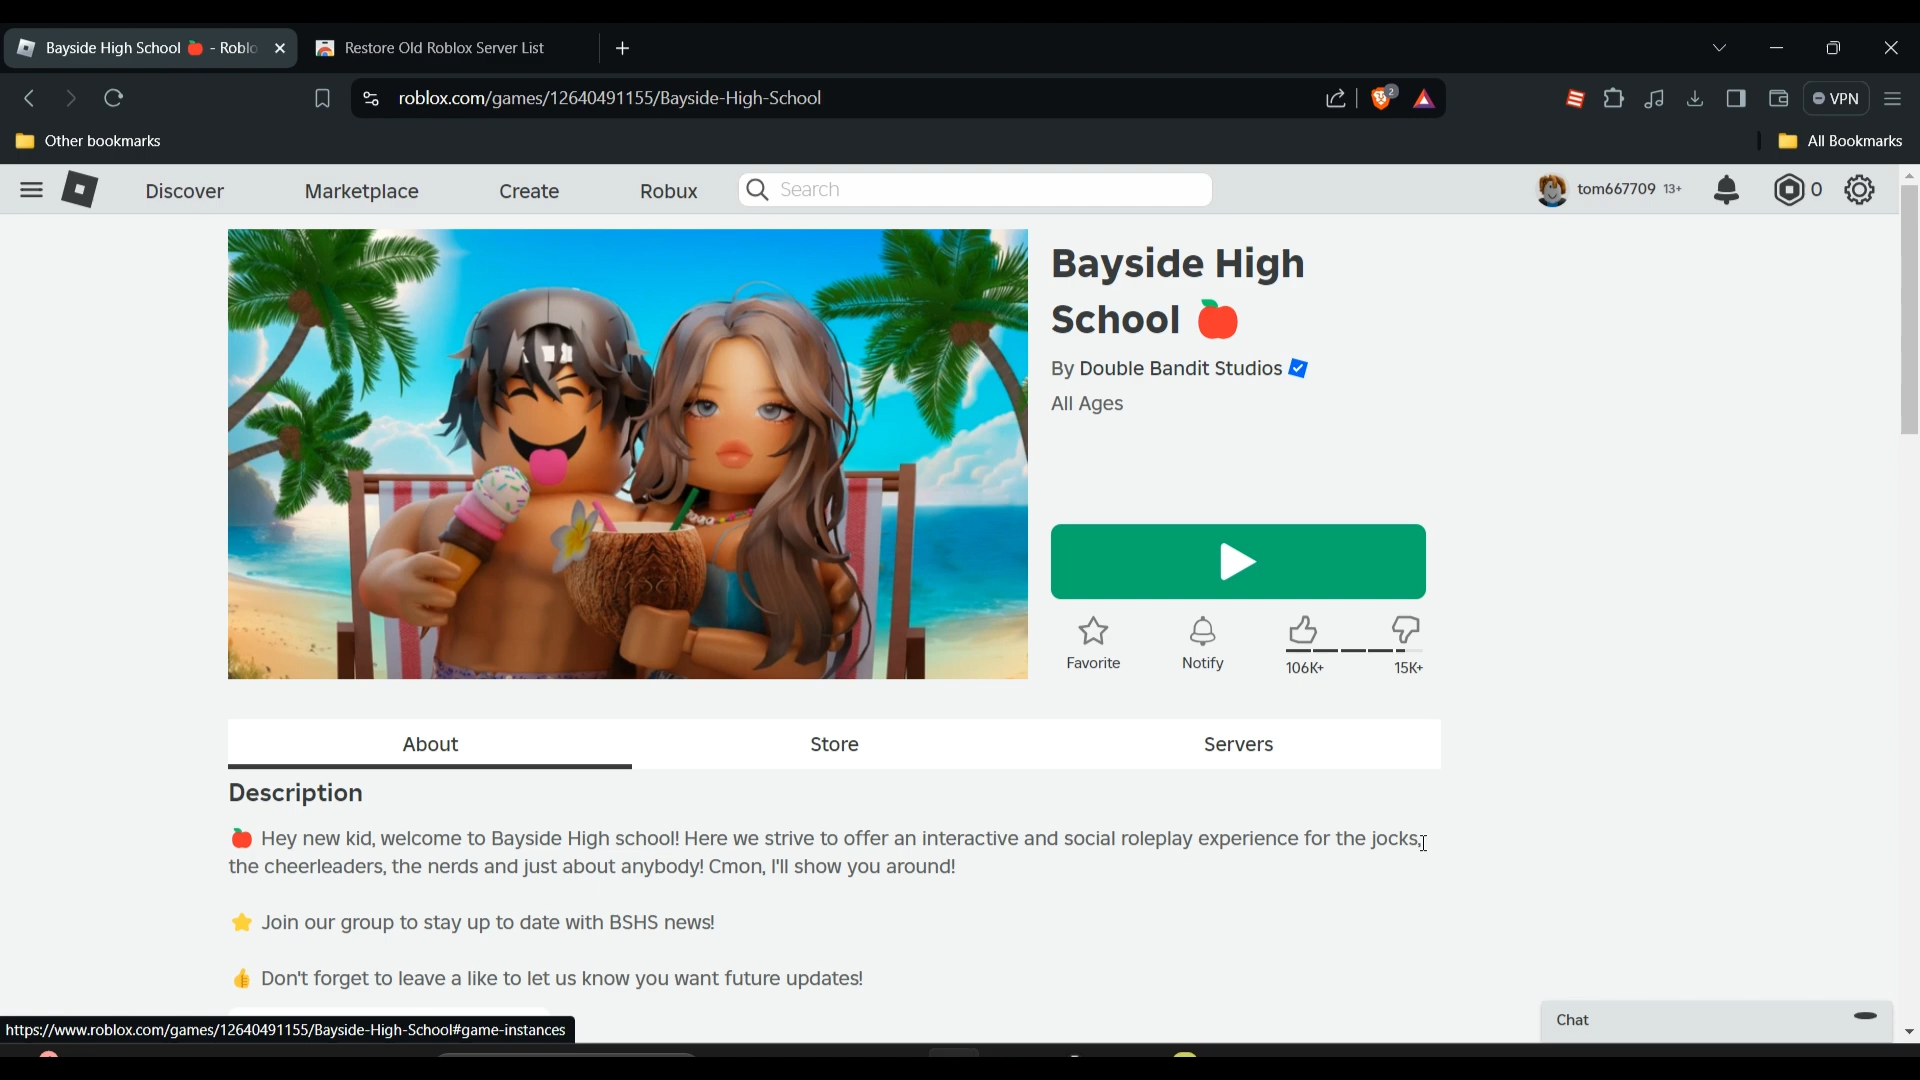 Bayside High School 🍎 - Roblo
Restore Old Roblox Server List
roblox.com/games/12640491155/Bayside-High-School
2
VPN
Other bookmarks
All Bookmarks
Discover
Marketplace
Create
Robux
Search
tom667709 13+
0
Bayside High
School 🍎
By Double Bandit Studios
All Ages
Favorite
Notify
106K+
15K+
About
Store
Servers
Description
🍎 Hey new kid, welcome to Bayside High school! Here we strive to offer an interactive and social roleplay experience for the jocks,
the cheerleaders, the nerds and just about anybody! Cmon, I'll show you around!
⭐ Join our group to stay up to date with BSHS news!
👍 Don't forget to leave a like to let us know you want future updates!
Chat
https://www.roblox.com/games/12640491155/Bayside-High-School#game-instances